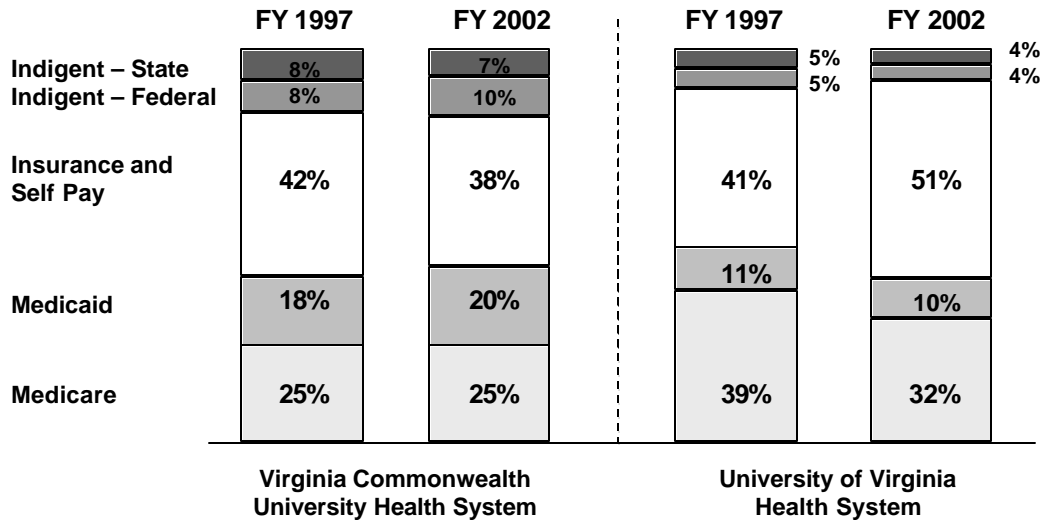 FY 1997 FY 2002 FY 1997 FY 2002
Indigent – State 8% 7% 5% 4%
Indigent – Federal 8% 10% 5% 4%
Insurance and
Self Pay 42% 38% 41% 51%
Medicaid 18% 20% 11% 10%
Medicare 25% 25% 39% 32%
Virginia Commonwealth
University Health System
University of Virginia
Health System